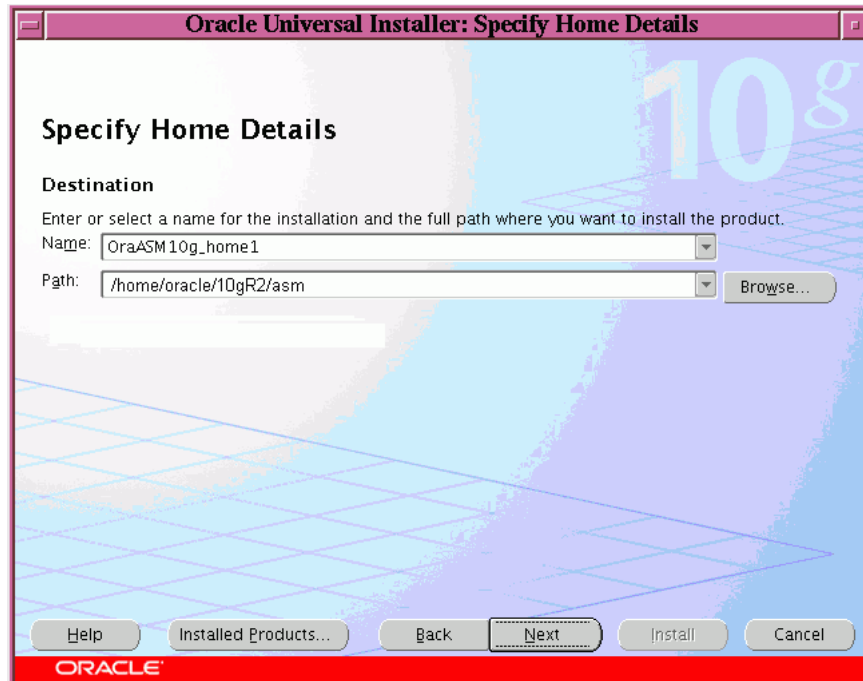 Oracle Universal Installer: Specify Home Details
10g
Specify Home Details
Destination
Enter or select a name for the installation and the full path where you want to install the product.
Name: OraASM10g_home1
Path: /home/oracle/10gR2/asm Browse...
Help Installed Products... Back Next Install Cancel
ORACLE